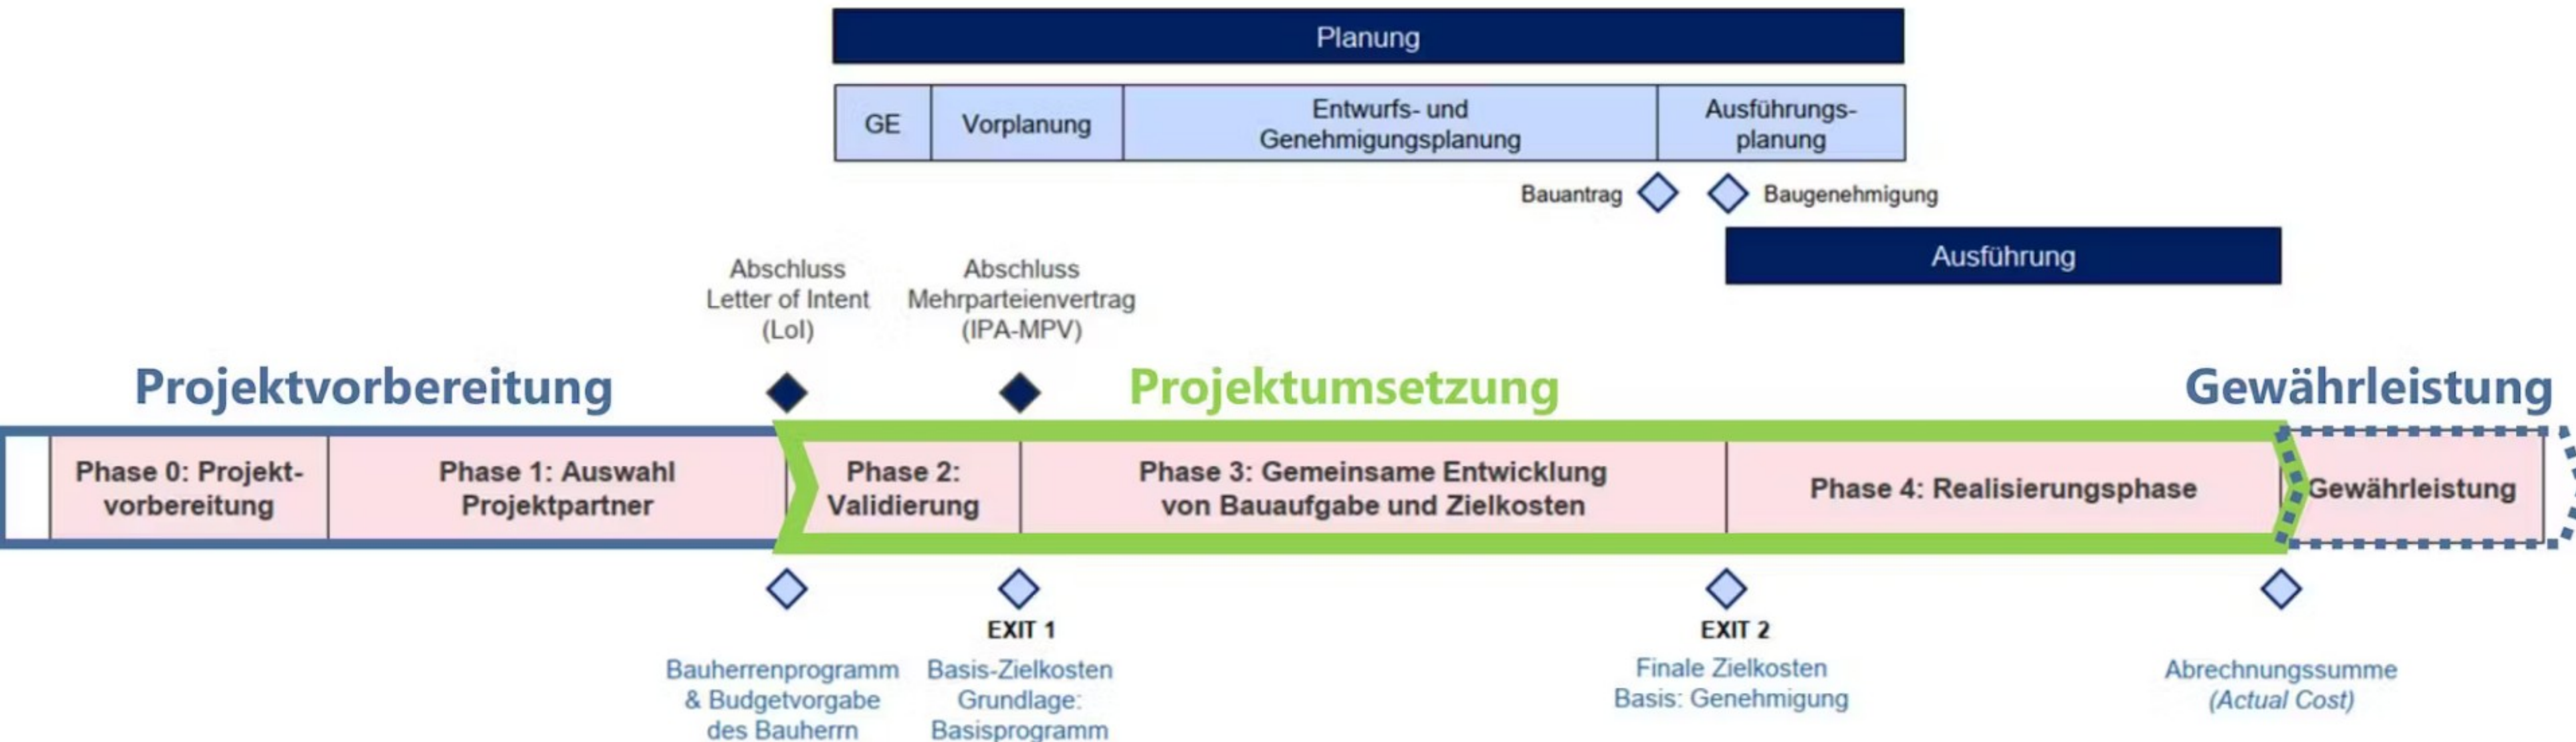 Planung
GE
Vorplanung
Entwurfs- und
Genehmigungsplanung
Ausführungs-
planung
Bauantrag
Baugenehmigung
Ausführung
Abschluss
Letter of Intent
(LoI)
Abschluss
Mehrparteienvertrag
(IPA-MPV)
Projektvorbereitung
Projektumsetzung
Gewährleistung
Phase 0: Projekt-
vorbereitung
Phase 1: Auswahl
Projektpartner
Phase 2:
Validierung
Phase 3: Gemeinsame Entwicklung
von Bauaufgabe und Zielkosten
Phase 4: Realisierungsphase
Gewährleistung
Bauherrenprogramm
& Budgetvorgabe
des Bauherrn
EXIT 1
Basis-Zielkosten
Grundlage:
Basisprogramm
EXIT 2
Finale Zielkosten
Basis: Genehmigung
Abrechnungssumme
(Actual Cost)